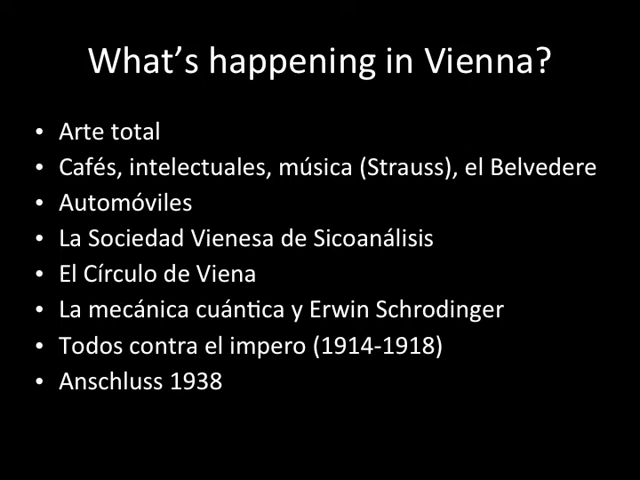 What's happening in Vienna?
• Arte total
• Cafés, intelectuales, música (Strauss), el Belvedere
• Automóviles
• La Sociedad Vienesa de Sicoanálisis
• El Círculo de Viena
• La mecánica cuántica y Erwin Schrodinger
• Todos contra el impero (1914-1918)
• Anschluss 1938